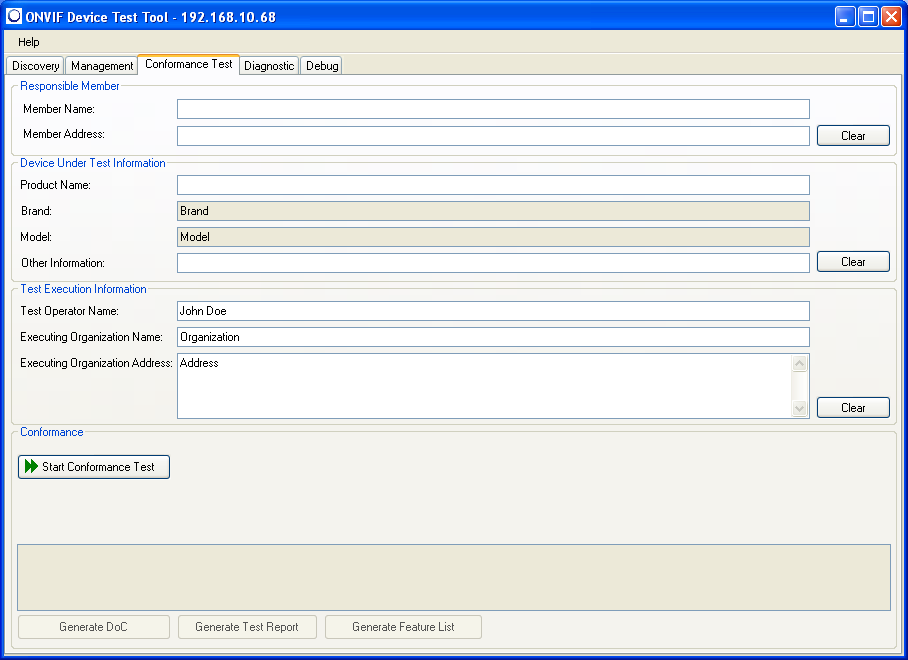 ONVIF Device Test Tool - 192.168.10.68
Help
Discovery Management Conformance Test Diagnostic Debug
Responsible Member
Member Name:
Member Address:
Clear
Device Under Test Information
Product Name:
Brand: Brand
Model: Model
Other Information:
Clear
Test Execution Information
Test Operator Name: John Doe
Executing Organization Name: Organization
Executing Organization Address: Address
Clear
Conformance
Start Conformance Test
Generate DoC Generate Test Report Generate Feature List